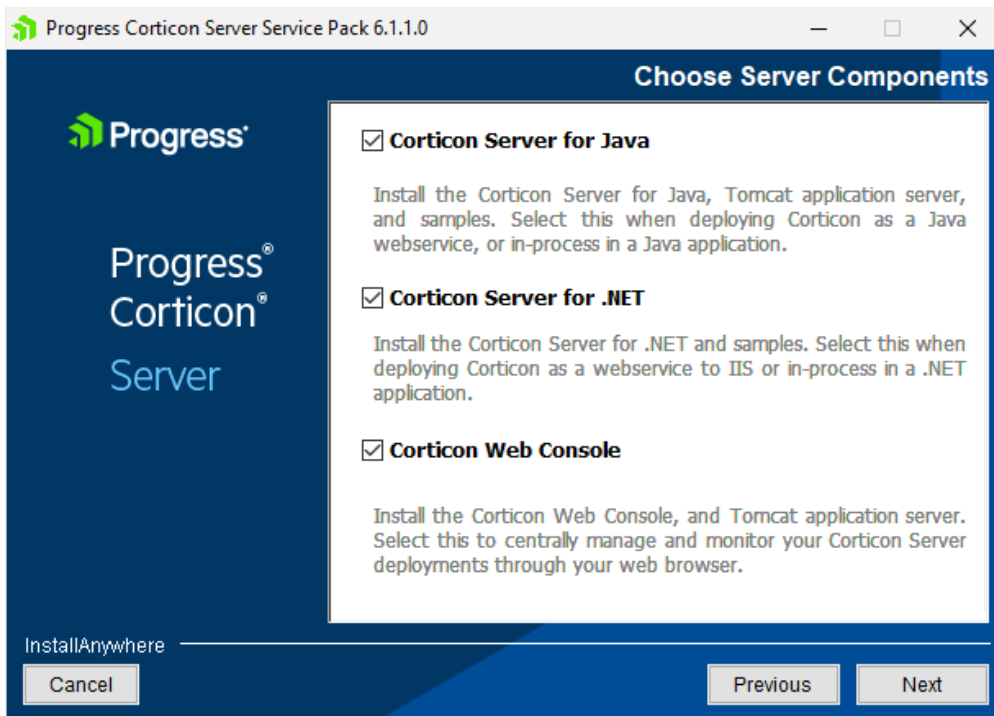 Progress Corticon Server Service Pack 6.1.1.0
Choose Server Components
Progress
Progress®
Corticon®
Server
Corticon Server for Java
Install the Corticon Server for Java, Tomcat application server,
and samples. Select this when deploying Corticon as a Java
webservice, or in-process in a Java application.
Corticon Server for .NET
Install the Corticon Server for .NET and samples. Select this when
deploying Corticon as a webservice to IIS or in-process in a .NET
application.
Corticon Web Console
Install the Corticon Web Console, and Tomcat application server.
Select this to centrally manage and monitor your Corticon Server
deployments through your web browser.
InstallAnywhere
Cancel
Previous
Next